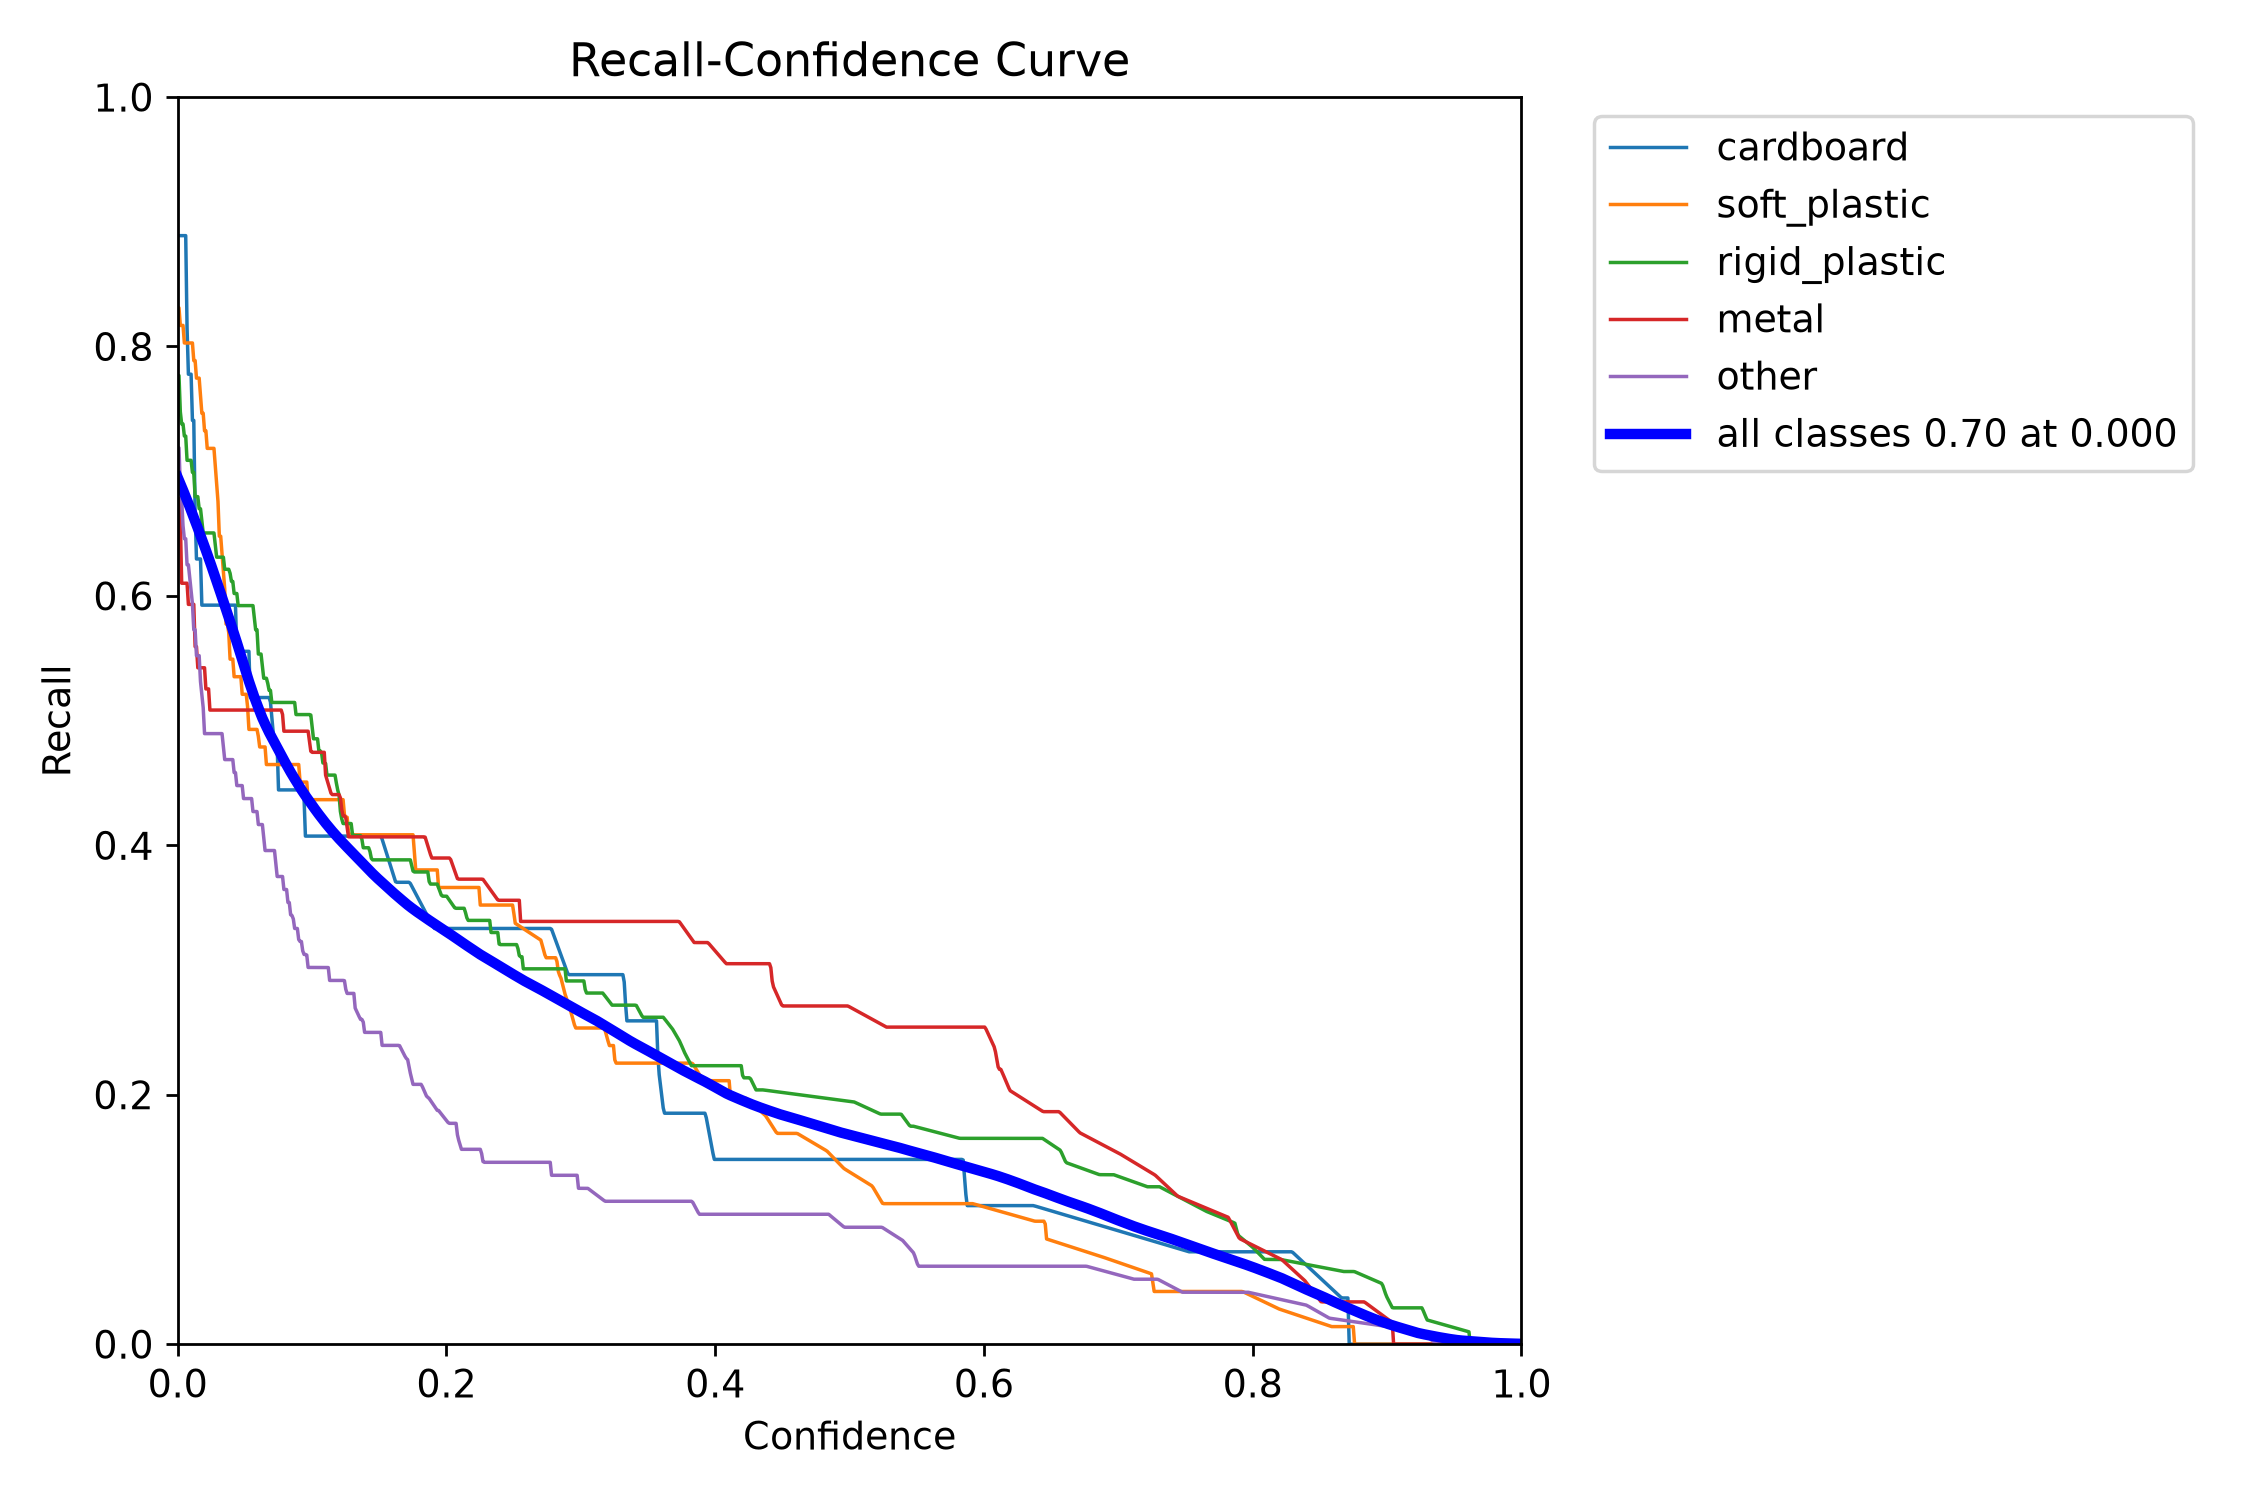 Recall-Confidence Curve
1.0
0.8
0.6
0.4
0.2
0.0
Recall
0.0 0.2 0.4 0.6 0.8 1.0
Confidence
cardboard
soft_plastic
rigid_plastic
metal
other
all classes 0.70 at 0.000